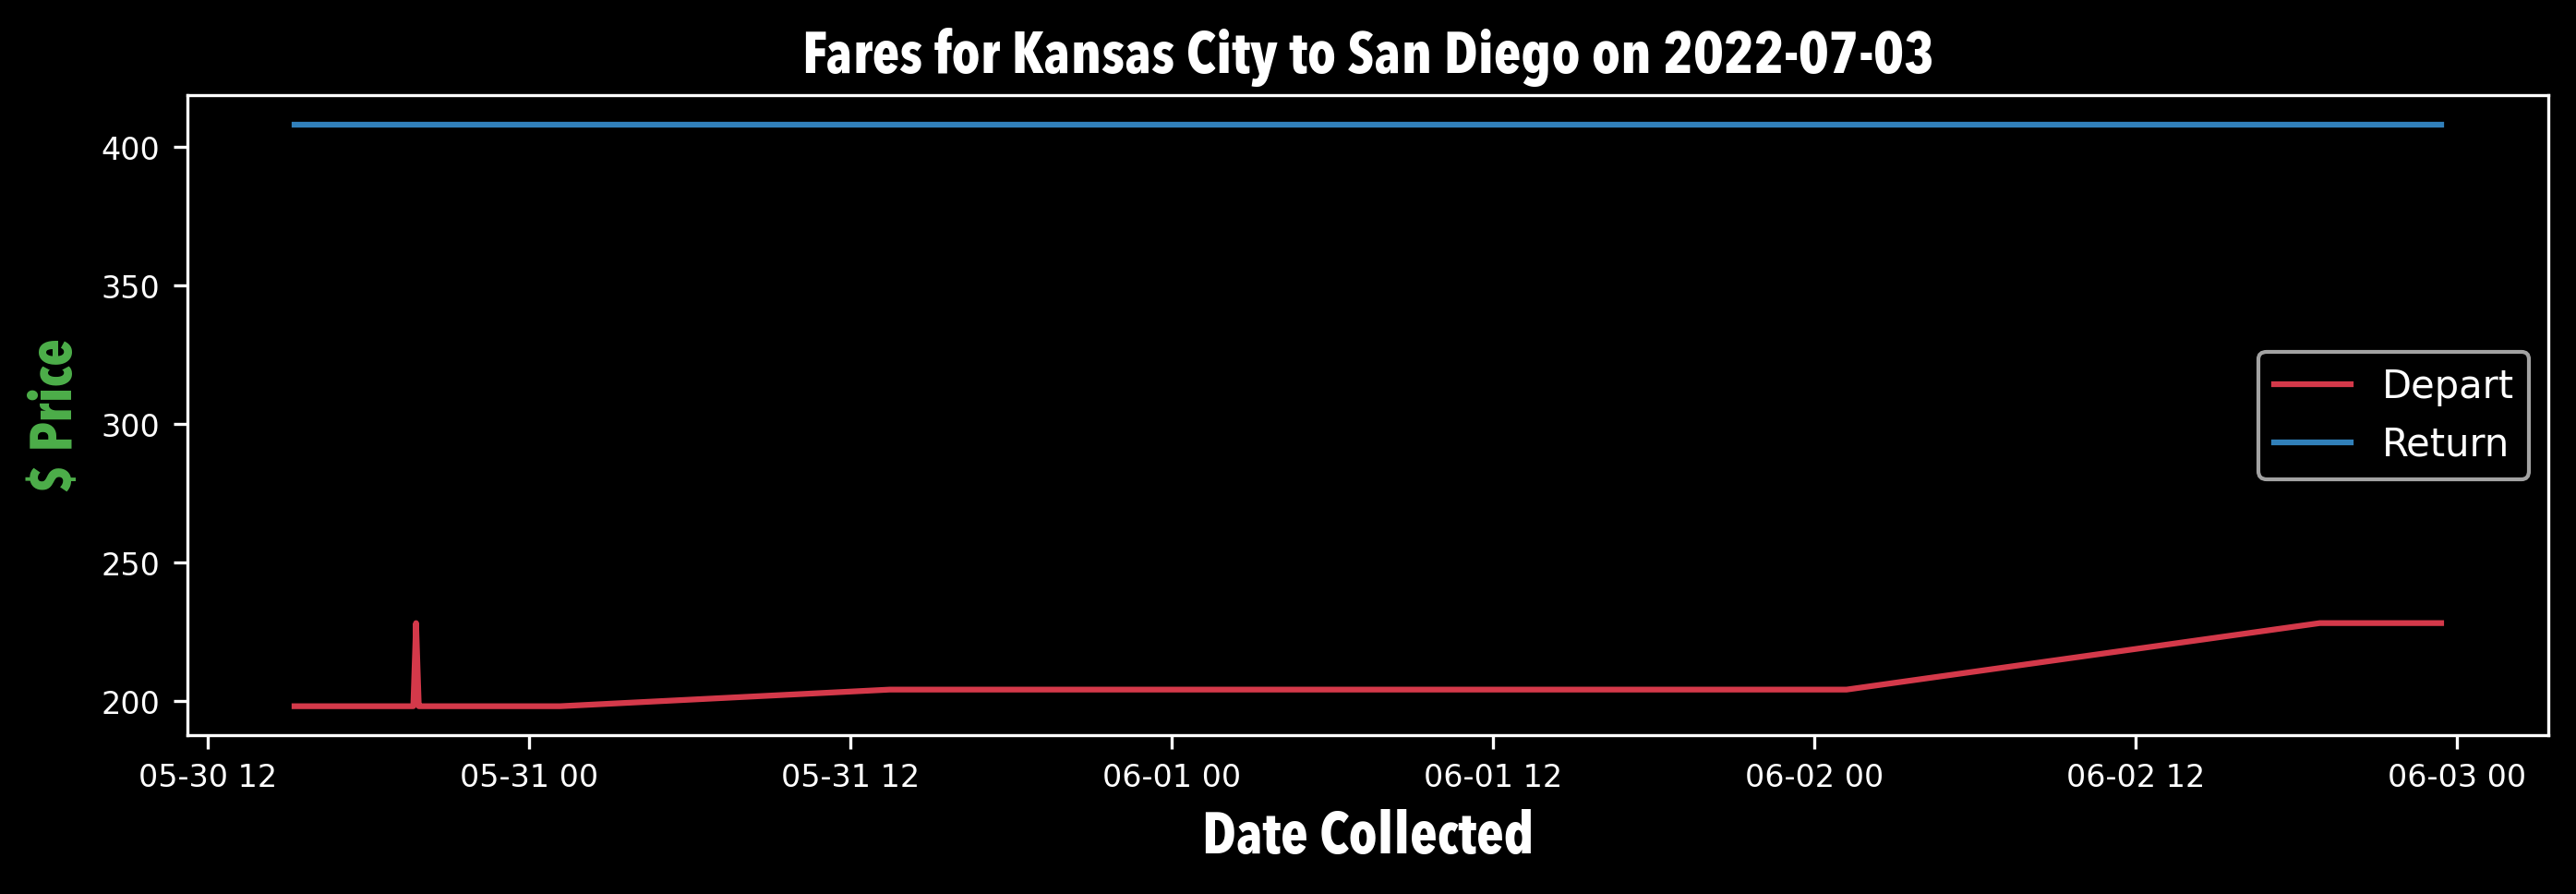 Fares for Kansas City to San Diego on 2022-07-03
$ Price
400
350
300
250
200
Depart
Return
05-30 12 05-31 00 05-31 12 06-01 00 06-01 12 06-02 00 06-02 12 06-03 00
Date Collected